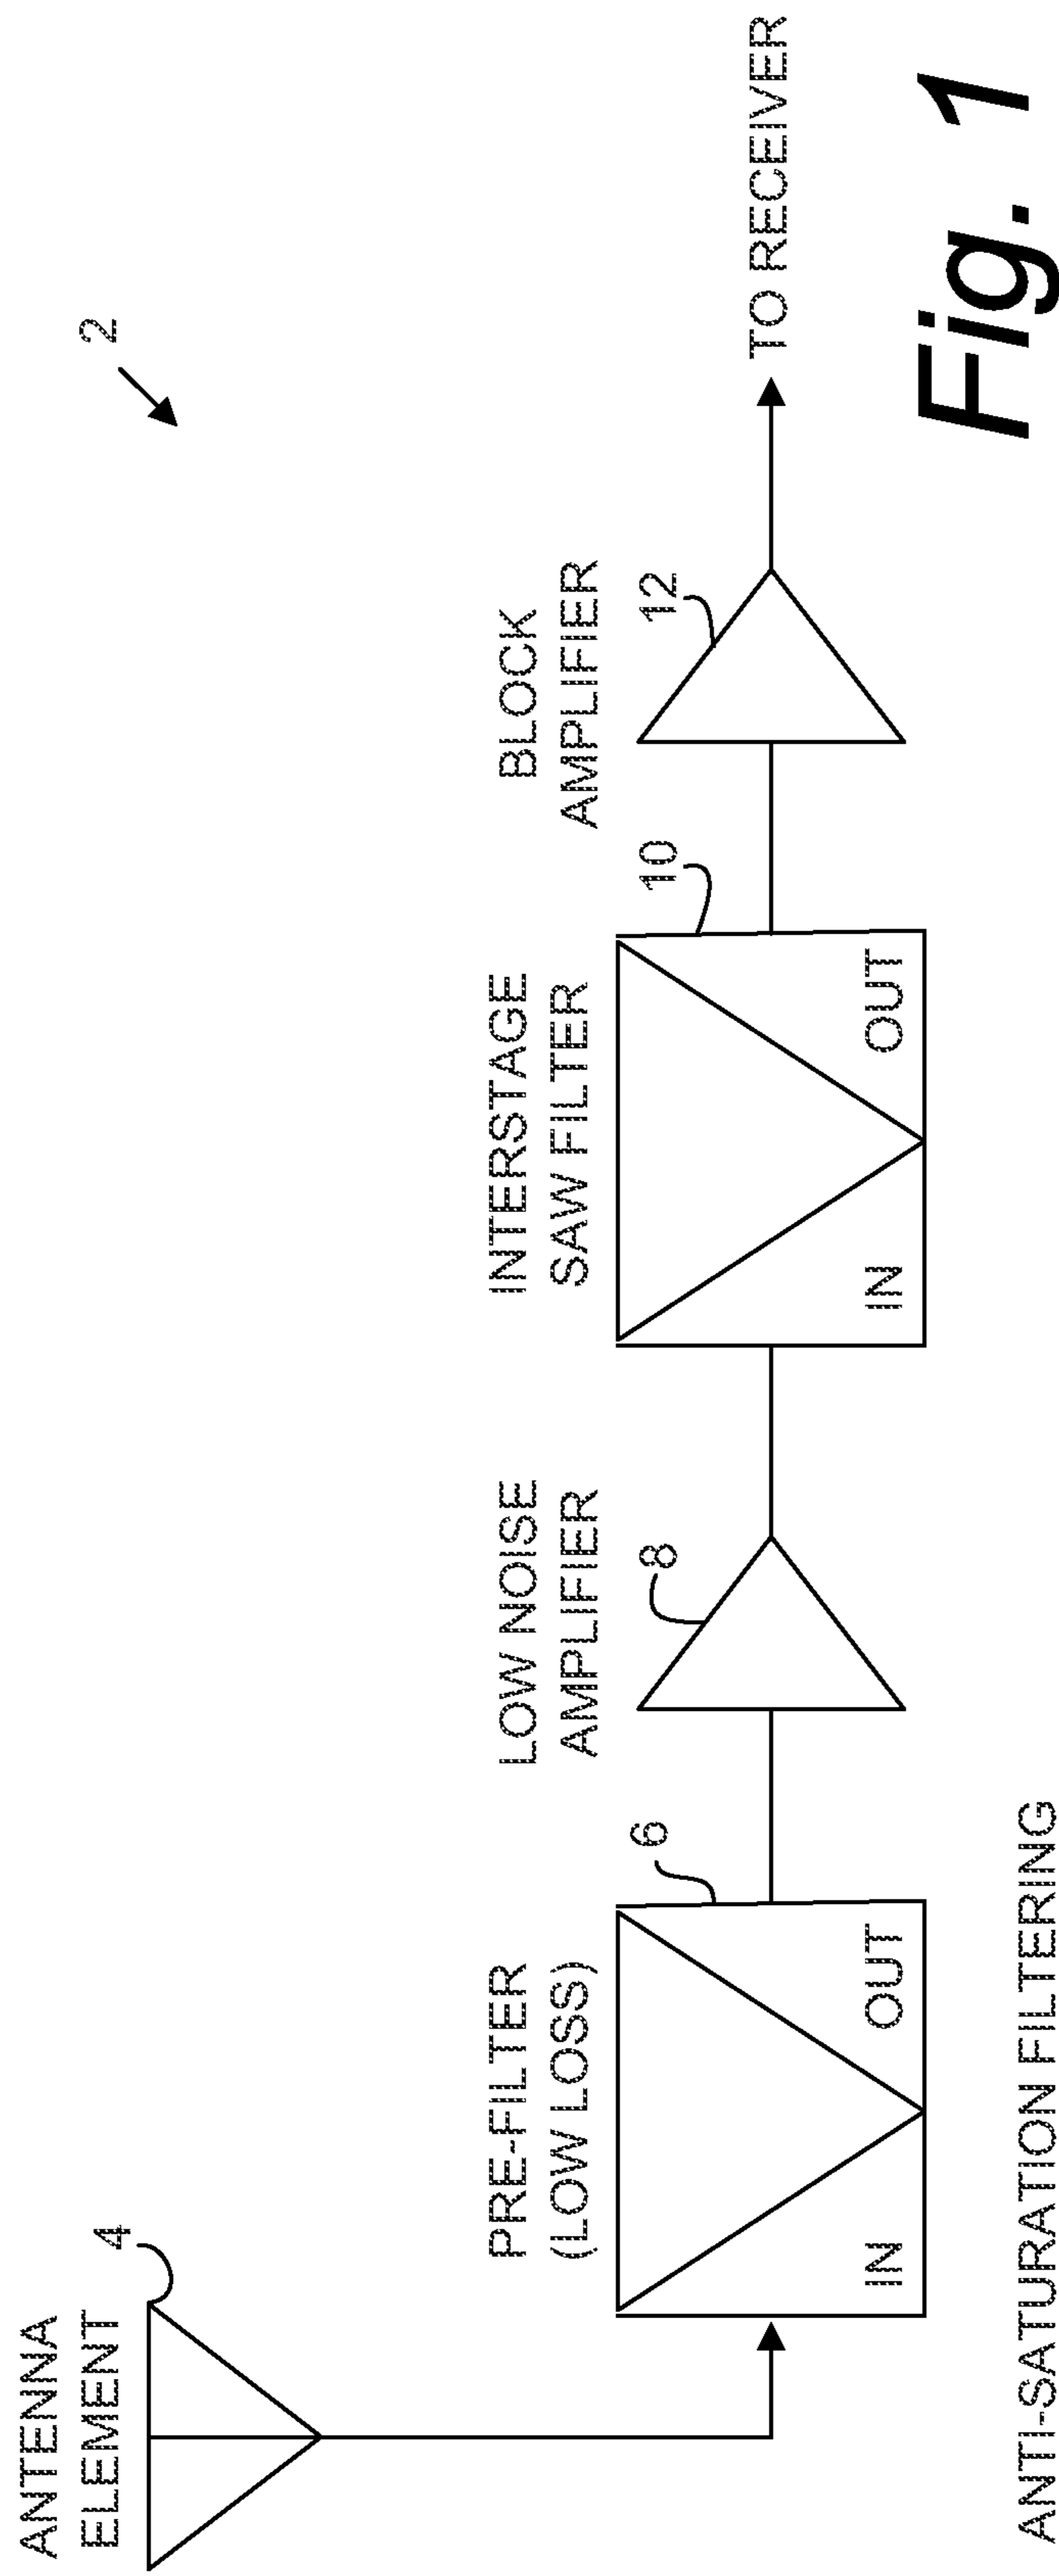 2
ANTENNA
ELEMENT
4
PRE-FILTER
(LOW LOSS)
6
IN
OUT
LOW NOISE
AMPLIFIER
8
INTERSTAGE
SAW FILTER
10
IN
OUT
BLOCK
AMPLIFIER
12
TO RECEIVER
ANTI-SATURATION FILTERING
Fig. 1